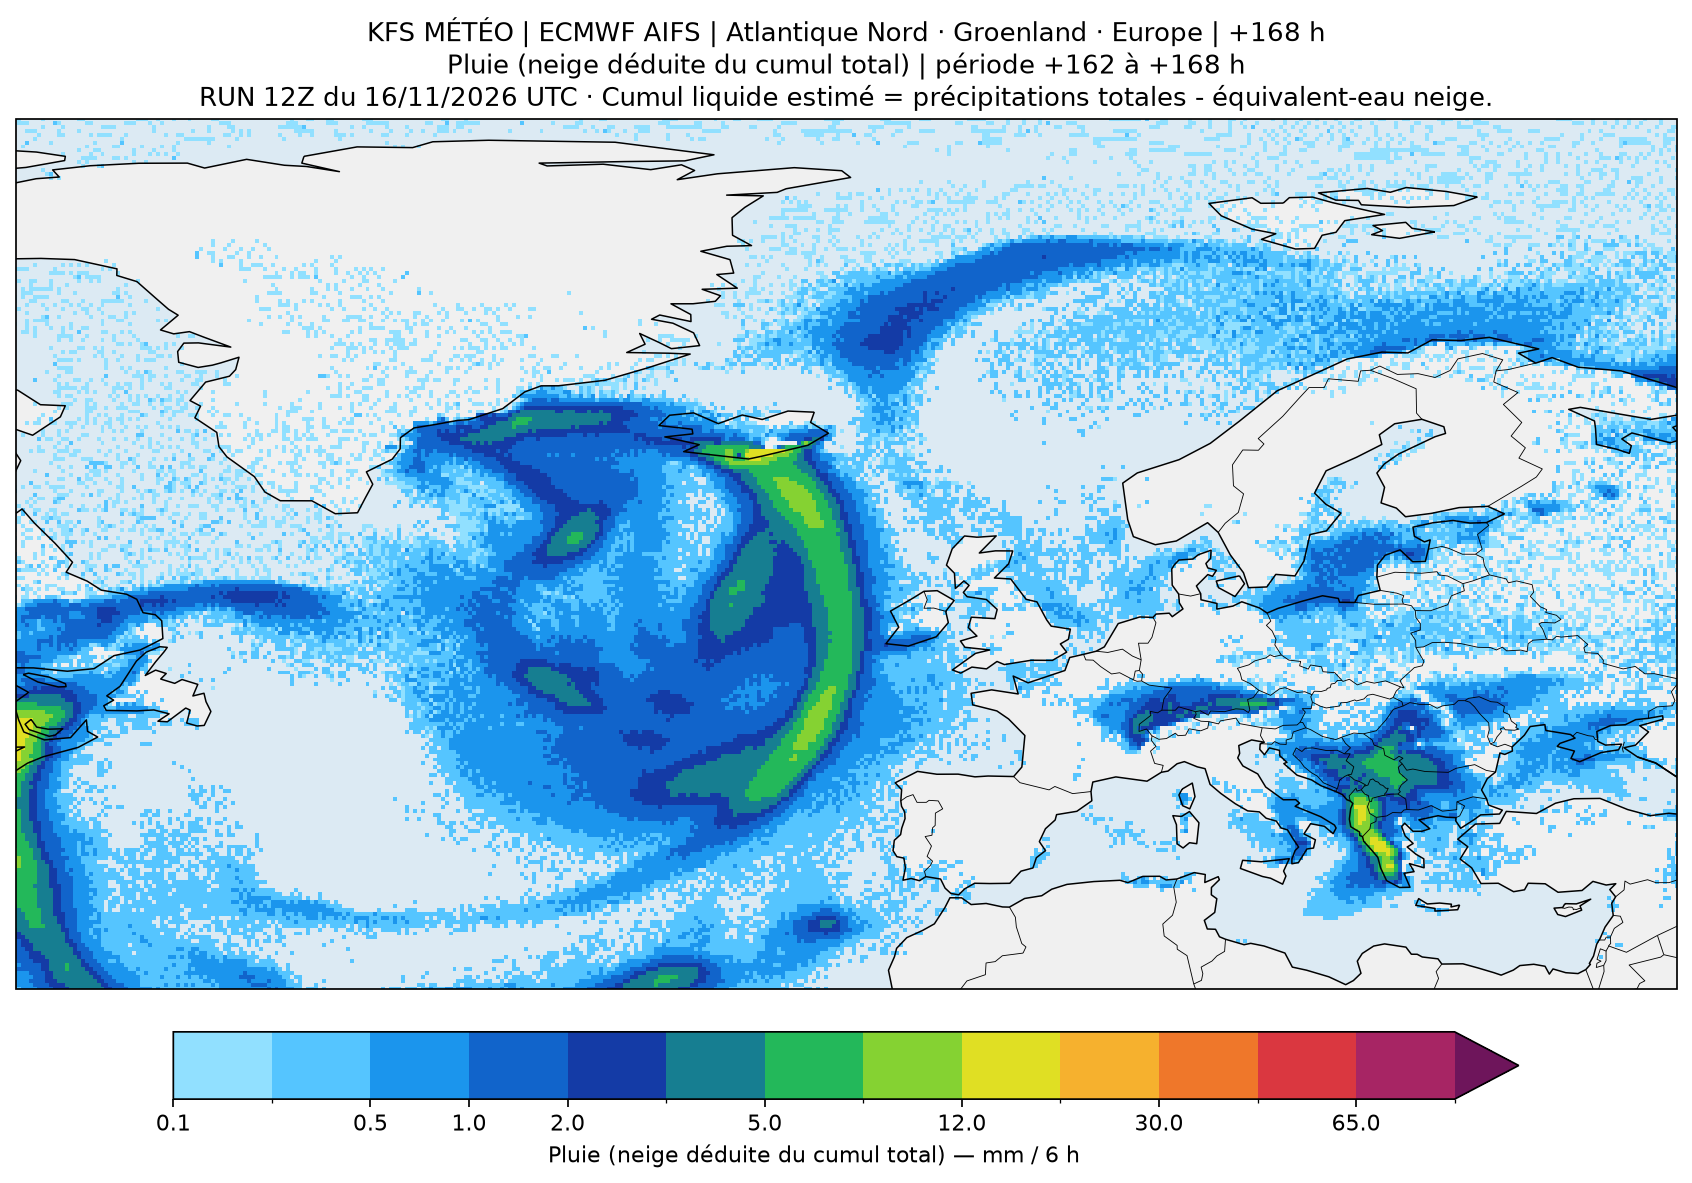 KFS MÉTÉO | ECMWF AIFS | Atlantique Nord · Groenland · Europe | +168 h
Pluie (neige déduite du cumul total) | période +162 à +168 h
RUN 12Z du 16/11/2026 UTC · Cumul liquide estimé = précipitations totales - équivalent-eau neige.
0.1 0.5 1.0 2.0 5.0 12.0 30.0 65.0
Pluie (neige déduite du cumul total) — mm / 6 h